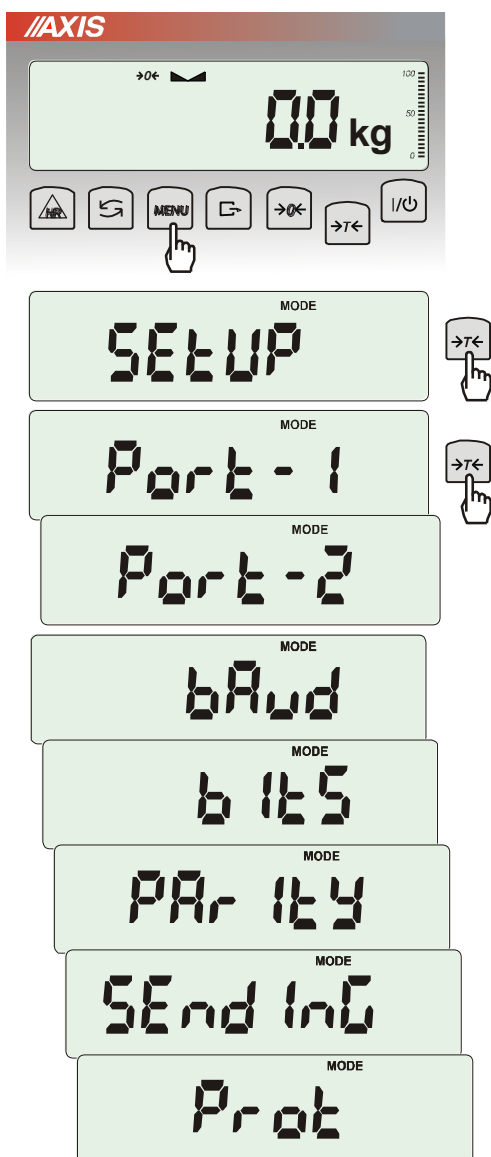 //AXIS
→0←
100
50
0
0.0 kg
HR MENU →0← →T← I/⏻
MODE
SEtUP
→T←
MODE
Port-1
→T←
MODE
Port-2
MODE
bAud
MODE
bItS
MODE
PArItY
MODE
SEndInG
MODE
Prot